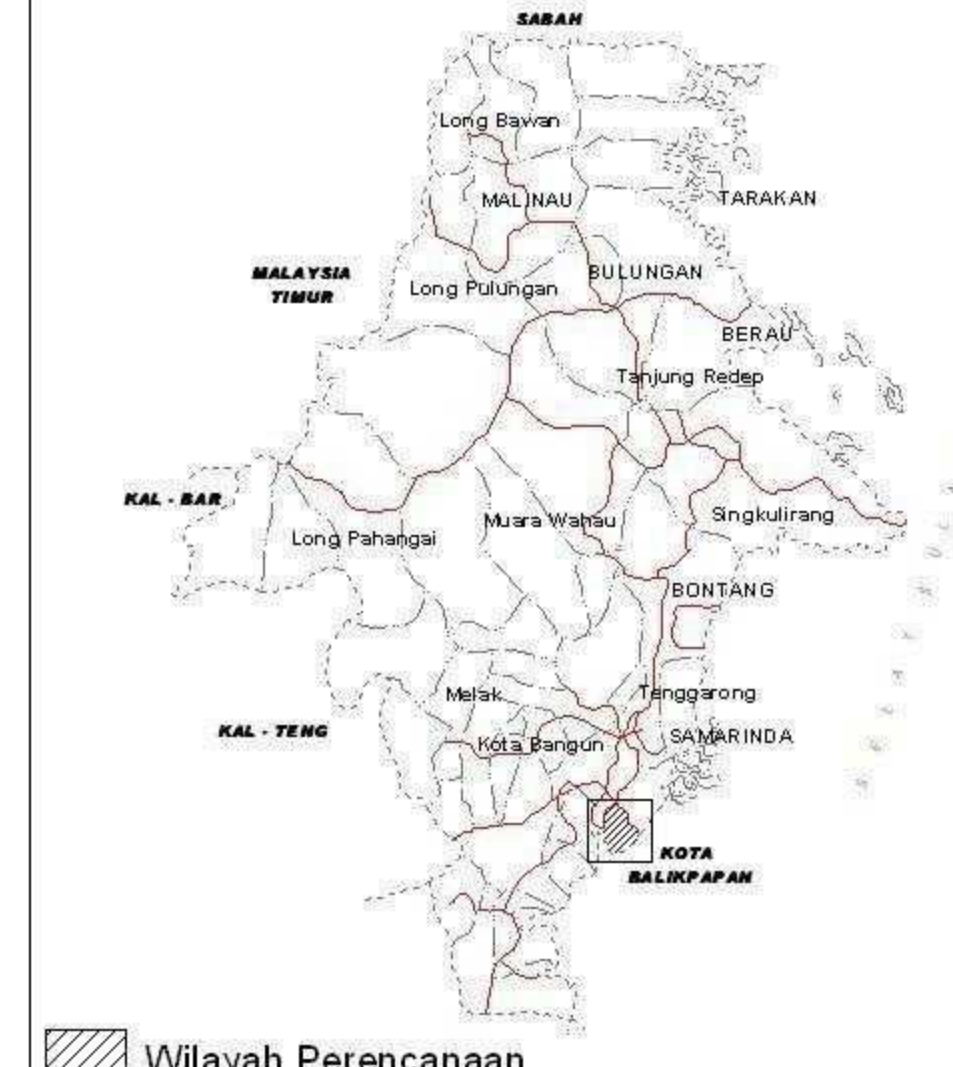 SABAH
Long Bawan
MALINAU
TARAKAN
MALAYSIA
TIMUR
BULUNGAN
Long Pulungan
BERAU
Tanjung Redep
KAL - BAR
Muara Wahau
Singkulirang
Long Pahangai
BONTANG
Melak
Tenggarong
KAL - TENG
SAMARINDA
Kota Bangun
KOTA
BALIKPAPAN
Wilayah Perencanaan